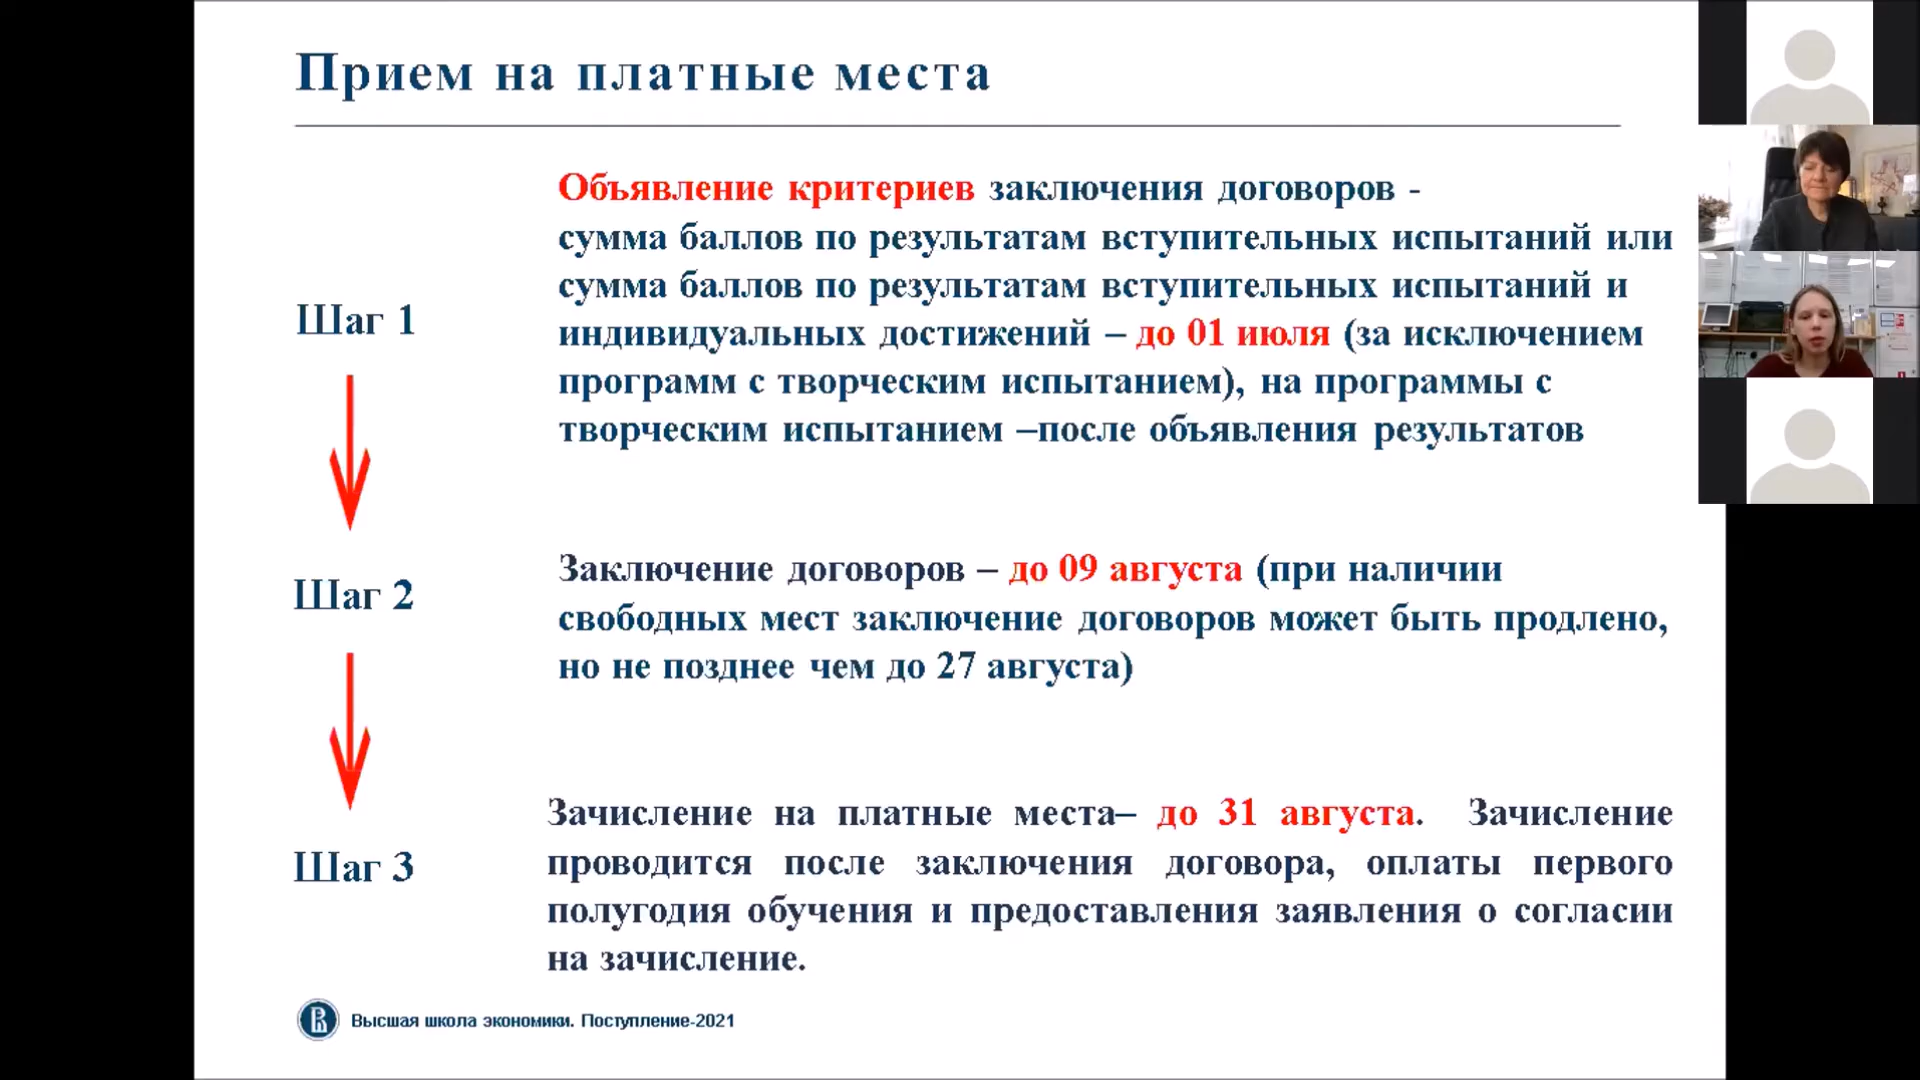 Прием на платные места
Объявление критериев заключения договоров -
сумма баллов по результатам вступительных испытаний или
сумма баллов по результатам вступительных испытаний и
индивидуальных достижений – до 01 июля (за исключением
программ с творческим испытанием), на программы с
творческим испытанием –после объявления результатов
Шаг 1
Заключение договоров – до 09 августа (при наличии
свободных мест заключение договоров может быть продлено,
но не позднее чем до 27 августа)
Шаг 2
Зачисление на платные места– до 31 августа. Зачисление
проводится после заключения договора, оплаты первого
полугодия обучения и предоставления заявления о согласии
на зачисление.
Шаг 3
Высшая школа экономики. Поступление-2021